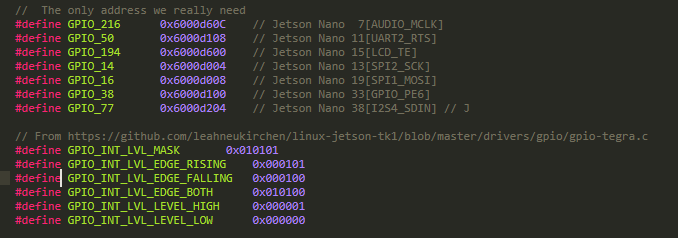 //  The only address we really need
#define GPIO_216      0x6000d60C    // Jetson Nano  7[AUDIO_MCLK]
#define GPIO_50       0x6000d108    // Jetson Nano 11[UART2_RTS]
#define GPIO_194      0x6000d600    // Jetson Nano 15[LCD_TE]
#define GPIO_14       0x6000d004    // Jetson Nano 13[SPI2_SCK]
#define GPIO_16       0x6000d008    // Jetson Nano 19[SPI1_MOSI]
#define GPIO_38       0x6000d100    // Jetson Nano 33[GPIO_PE6]
#define GPIO_77       0x6000d204    // Jetson Nano 38[I2S4_SDIN] // J
// From https://github.com/leahneukirchen/linux-jetson-tk1/blob/master/drivers/gpio/gpio-tegra.c
#define GPIO_INT_LVL_MASK       0x010101
#define GPIO_INT_LVL_EDGE_RISING    0x000101
#define GPIO_INT_LVL_EDGE_FALLING   0x000100
#define GPIO_INT_LVL_EDGE_BOTH      0x010100
#define GPIO_INT_LVL_LEVEL_HIGH     0x000001
#define GPIO_INT_LVL_LEVEL_LOW      0x000000